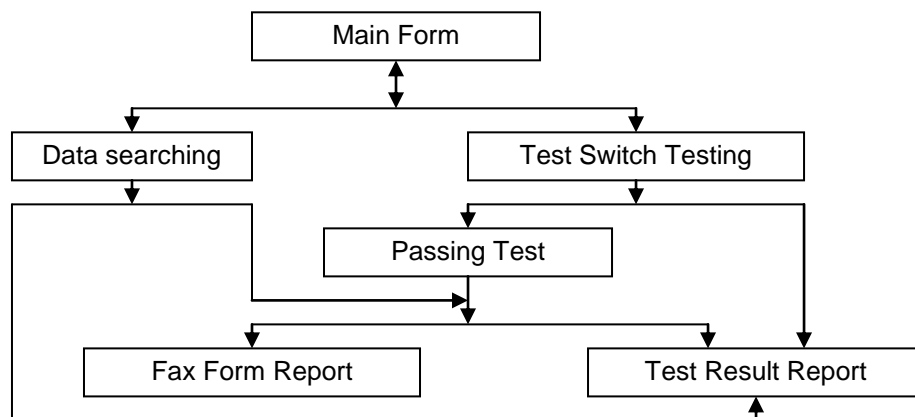 Main Form
Data searching
Test Switch Testing
Passing Test
Fax Form Report
Test Result Report